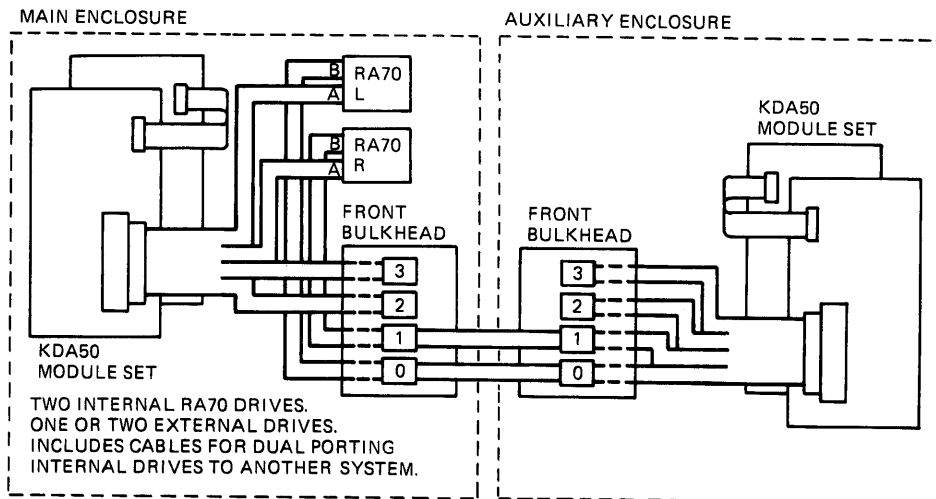 MAIN ENCLOSURE
AUXILIARY ENCLOSURE
B
RA70
L
A
B
RA70
R
A
KDA50
MODULE SET
FRONT
BULKHEAD
3
2
1
0
FRONT
BULKHEAD
3
2
1
0
KDA50
MODULE SET
TWO INTERNAL RA70 DRIVES.
ONE OR TWO EXTERNAL DRIVES.
INCLUDES CABLES FOR DUAL PORTING
INTERNAL DRIVES TO ANOTHER SYSTEM.